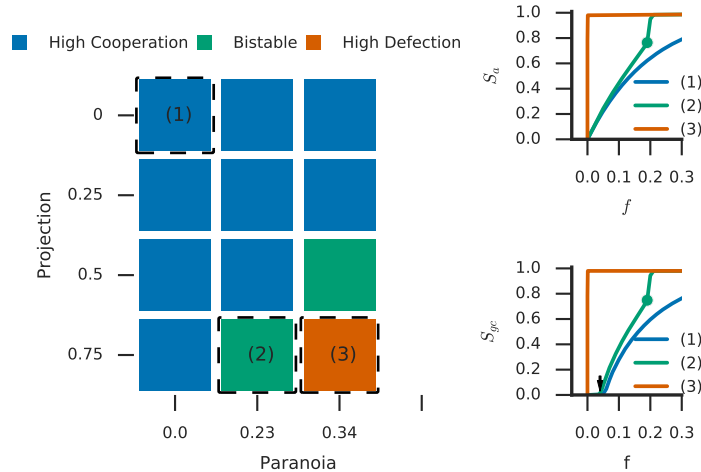 High Cooperation Bistable High Defection
Projection
0
0.25
0.5
0.75
(1)
(2)
(3)
0.0 0.23 0.34
Paranoia
S_a
1.0
0.8
0.6
0.4
0.2
0.0
(1)
(2)
(3)
0.0 0.1 0.2 0.3
f
S_gc
1.0
0.8
0.6
0.4
0.2
0.0
(1)
(2)
(3)
0.0 0.1 0.2 0.3
f